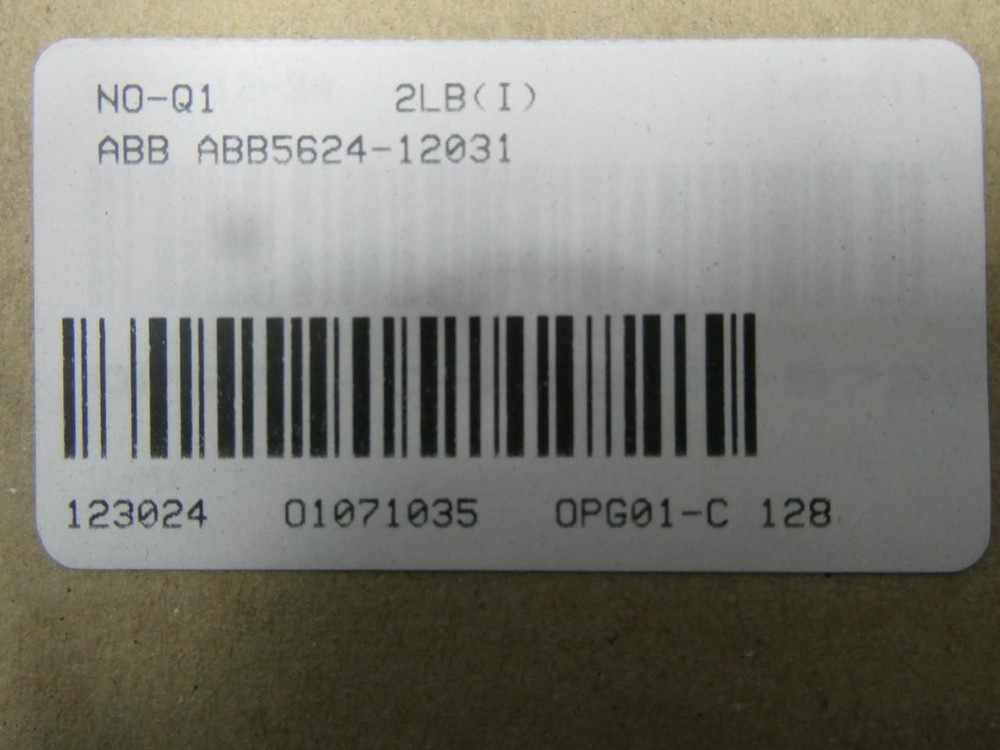 NO-Q1 2LB(I)
ABB ABB5624-12031
123024 01071035 OPG01-C 128